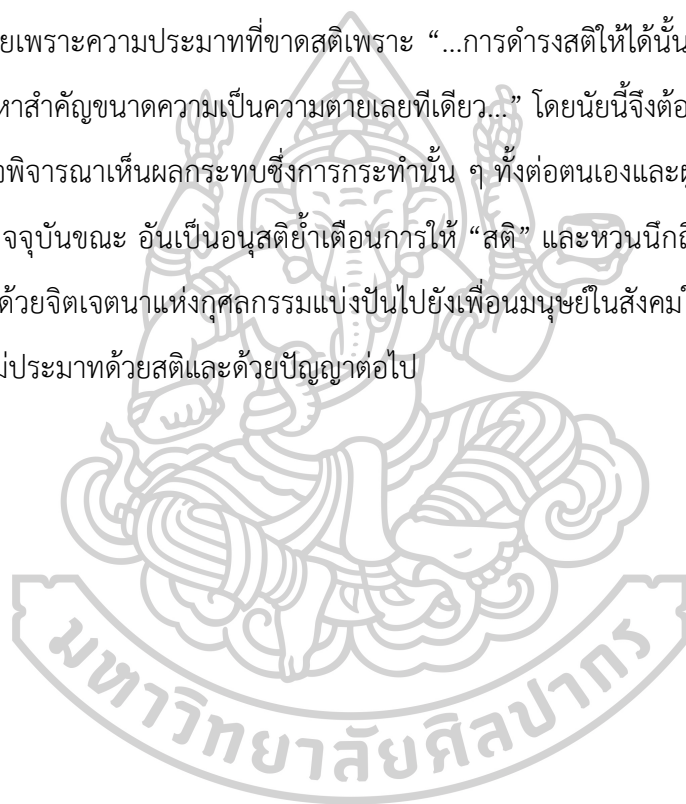 ยเพราะความประมาทที่ขาดสติเพราะ “...การดำรงสติให้ได้นั้น
หาสำคัญขนาดความเป็นความตายเลยทีเดียว...” โดยนัยนี้จึงต้อ
อพิจารณาเห็นผลกระทบซึ่งการกระทำนั้น ๆ ทั้งต่อตนเองและผู
จจุบันขณะ อันเป็นอนุสติย้ำเตือนการให้ “สติ” และหวนนึกถึ
ด้วยจิตเจตนาแห่งกุศลกรรมแบ่งปันไปยังเพื่อนมนุษย์ในสังคมใ
ม่ประมาทด้วยสติและด้วยปัญญาต่อไป
มหาวิทยาลัยศิลปากร